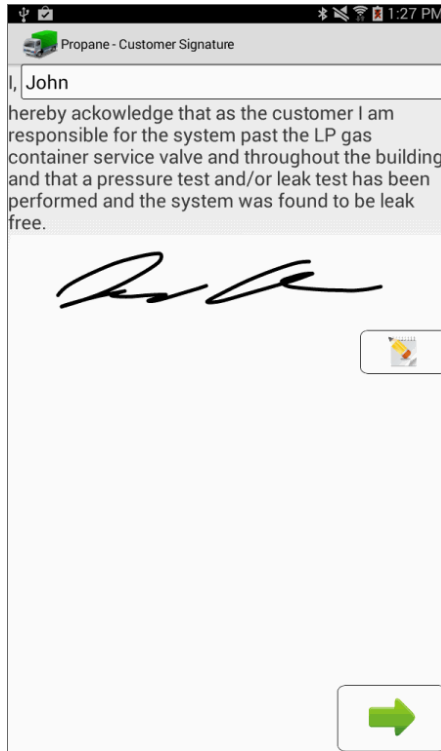 1:27 PM
Propane - Customer Signature
I, John
hereby ackowledge that as the customer I am
responsible for the system past the LP gas
container service valve and throughout the building
and that a pressure test and/or leak test has been
performed and the system was found to be leak
free.